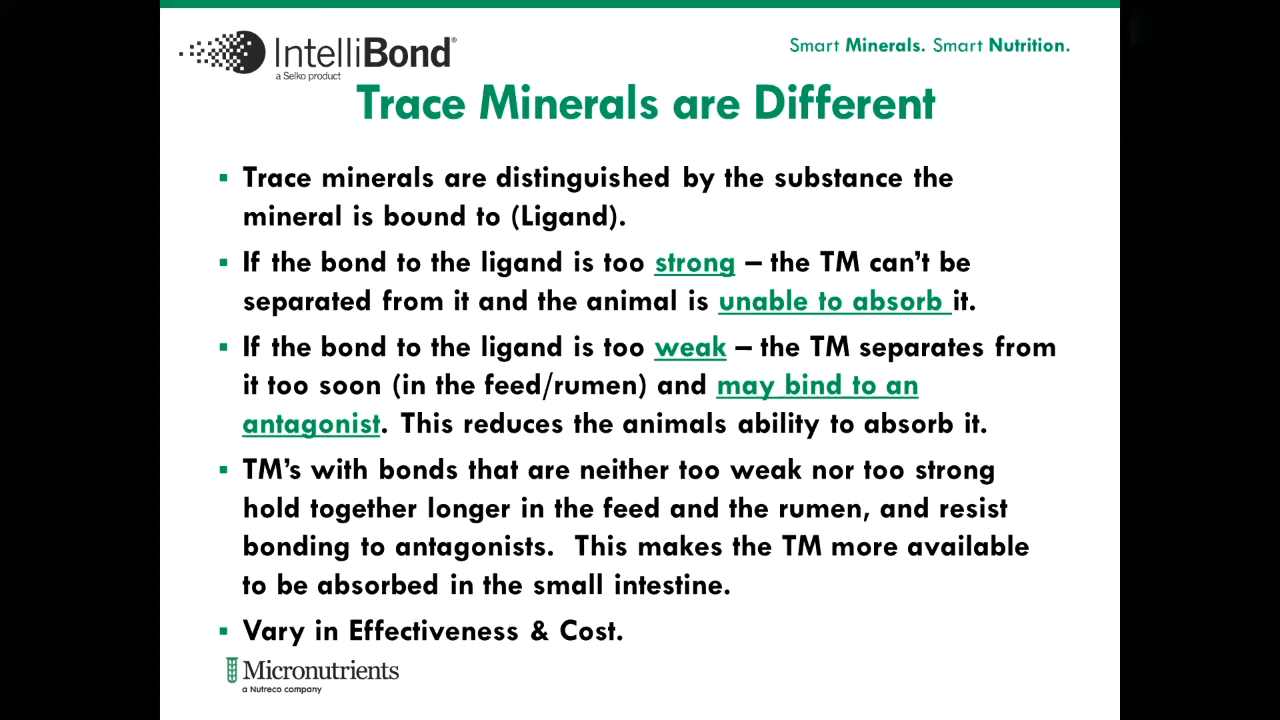 IntelliBond®
a Selko product
Smart Minerals. Smart Nutrition.
Trace Minerals are Different
▪ Trace minerals are distinguished by the substance the
mineral is bound to (Ligand).
▪ If the bond to the ligand is too strong – the TM can't be
separated from it and the animal is unable to absorb it.
▪ If the bond to the ligand is too weak – the TM separates from
it too soon (in the feed/rumen) and may bind to an
antagonist. This reduces the animals ability to absorb it.
▪ TM's with bonds that are neither too weak nor too strong
hold together longer in the feed and the rumen, and resist
bonding to antagonists. This makes the TM more available
to be absorbed in the small intestine.
▪ Vary in Effectiveness & Cost.
Micronutrients
a Nutreco company